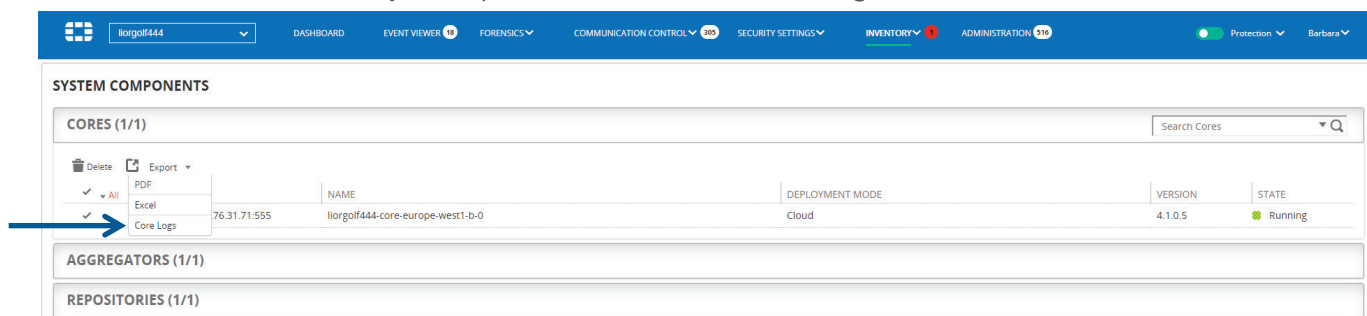 liorgolf444 DASHBOARD EVENT VIEWER 18 FORENSICS COMMUNICATION CONTROL 305 SECURITY SETTINGS INVENTORY 1 ADMINISTRATION 516 Protection Barbara
SYSTEM COMPONENTS
CORES (1/1) Search Cores
Delete Export
PDF
All NAME DEPLOYMENT MODE VERSION STATE
Excel
76.31.71:555 liorgolf444-core-europe-west1-b-0 Cloud 4.1.0.5 Running
Core Logs
AGGREGATORS (1/1)
REPOSITORIES (1/1)